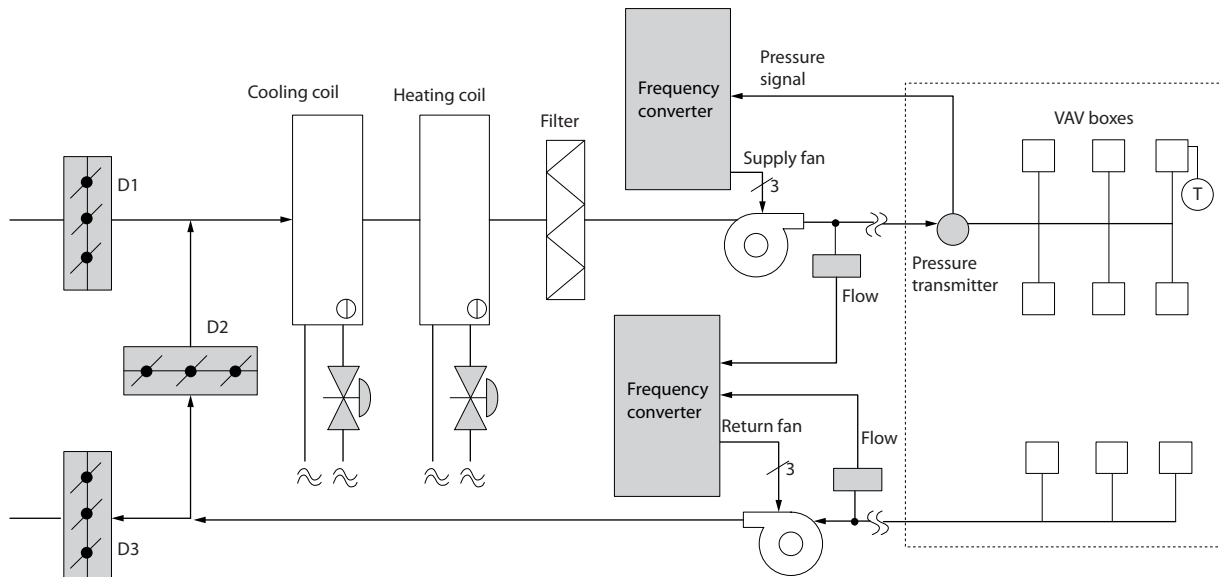 Cooling coil
Heating coil
Filter
Frequency
converter
Pressure
signal
VAV boxes
Supply fan
3
T
D1
Pressure
transmitter
Flow
D2
Frequency
converter
Return fan
3
Flow
D3